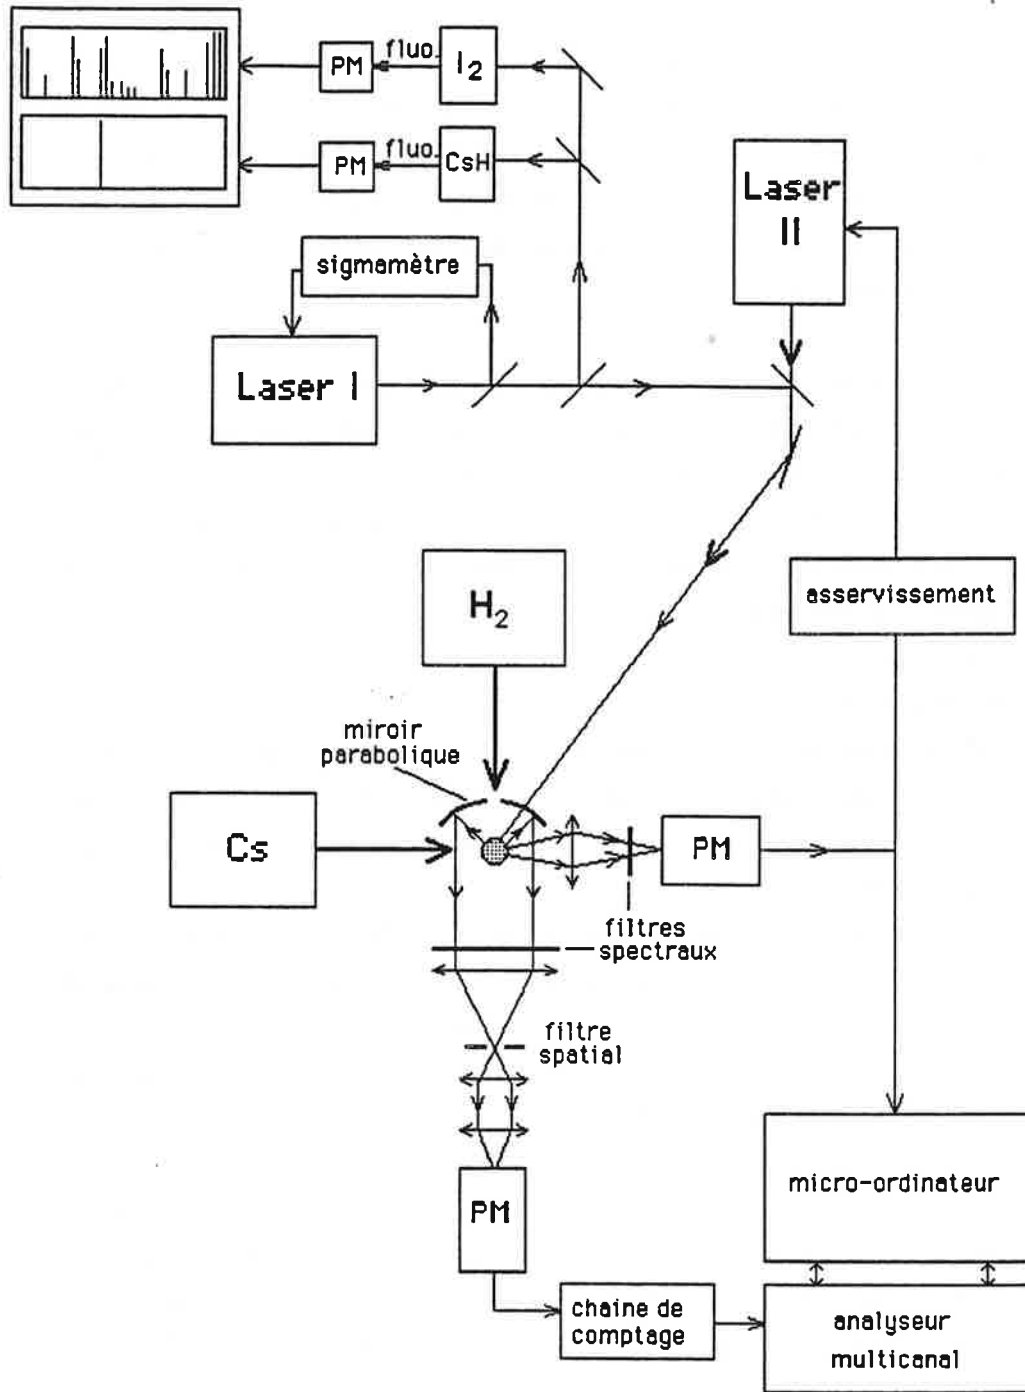 PM
fluo.
I2
PM
fluo.
CsH
Laser
II
sigmamètre
Laser I
asservissement
H2
miroir
parabolique
Cs
PM
filtres
spectraux
filtre
spatial
PM
micro-ordinateur
chaine de
comptage
analyseur
multicanal